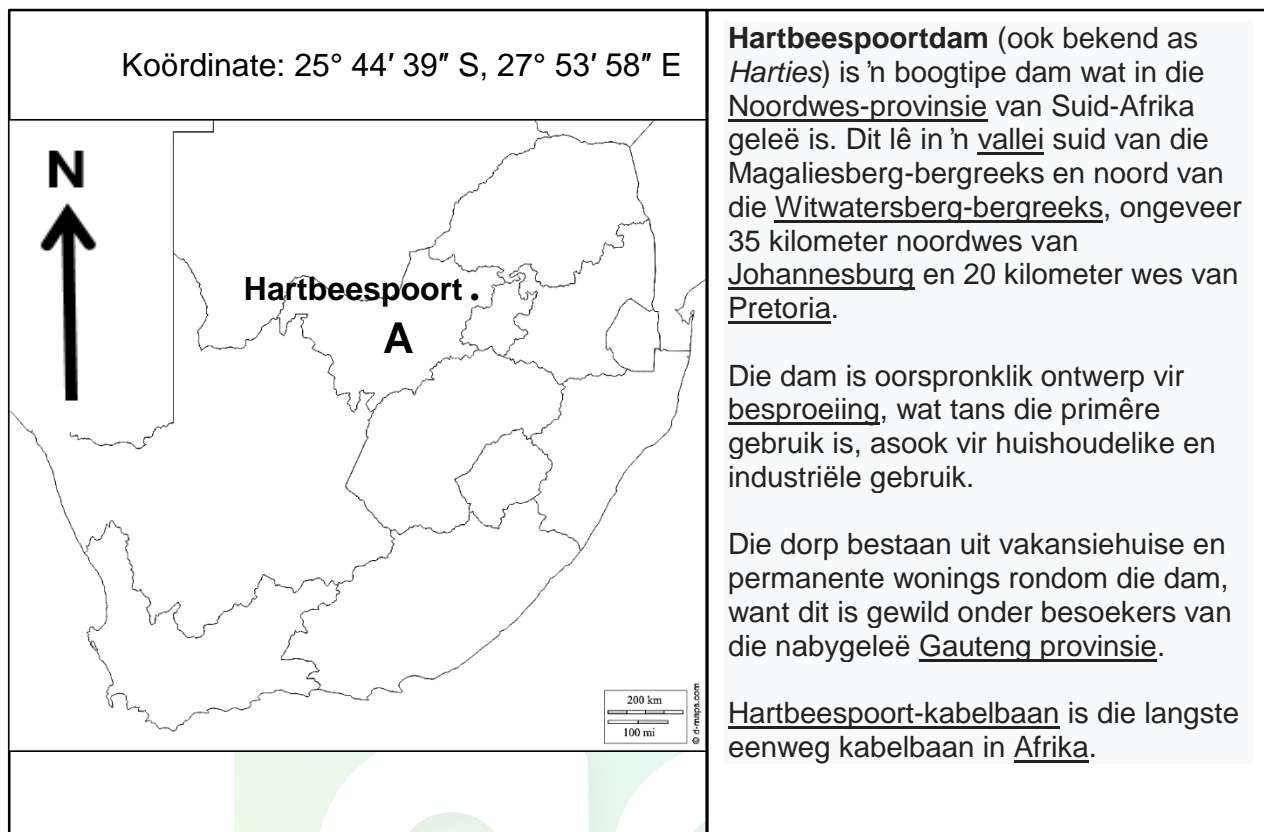 Koördinate: 25° 44′ 39″ S, 27° 53′ 58″ E
N
Hartbeespoort .
A
200 km
100 mi
© d-maps.com
Hartbeespoortdam (ook bekend as
Harties) is 'n boogtipe dam wat in die
Noordwes-provinsie van Suid-Afrika
geleë is. Dit lê in 'n vallei suid van die
Magaliesberg-bergreeks en noord van
die Witwatersberg-bergreeks, ongeveer
35 kilometer noordwes van
Johannesburg en 20 kilometer wes van
Pretoria.
Die dam is oorspronklik ontwerp vir
besproeiing, wat tans die primêre
gebruik is, asook vir huishoudelike en
industriële gebruik.
Die dorp bestaan uit vakansiehuise en
permanente wonings rondom die dam,
want dit is gewild onder besoekers van
die nabygeleë Gauteng provinsie.
Hartbeespoort-kabelbaan is die langste
eenweg kabelbaan in Afrika.